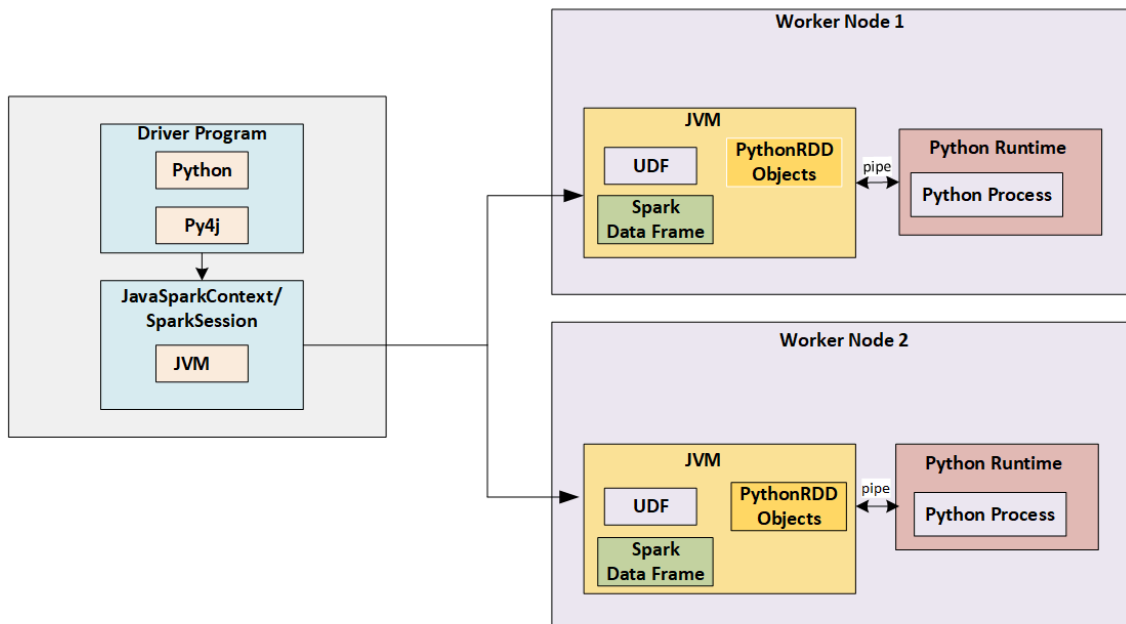 Driver Program
Python
Py4j
JavaSparkContext/
SparkSession
JVM
Worker Node 1
JVM
UDF
PythonRDD
Objects
Spark
Data Frame
pipe
Python Runtime
Python Process
Worker Node 2
JVM
UDF
PythonRDD
Objects
Spark
Data Frame
pipe
Python Runtime
Python Process